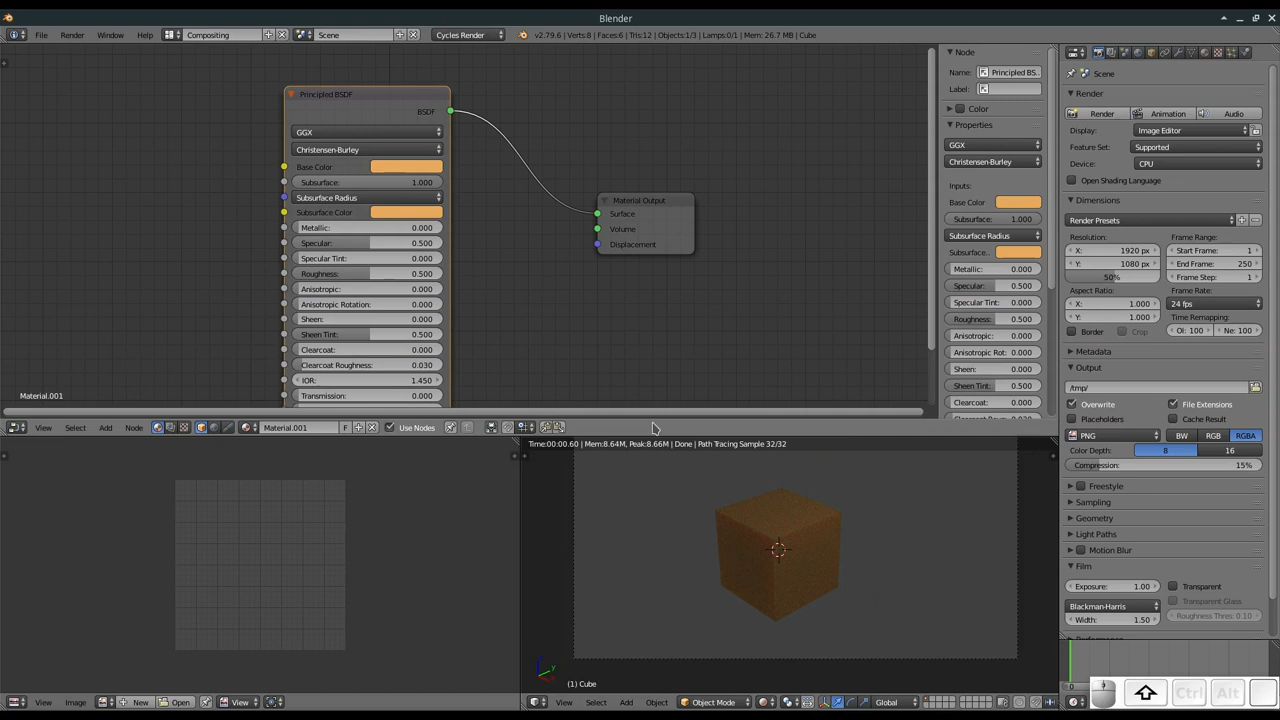 Blender
File Render Window Help Compositing Scene Cycles Render v2.79.6 | Verts:8 | Faces:6 | Tris:12 | Objects:1/3 | Lamps:0/1 | Mem: 26.7 MB | Cube
Principled BSDF
BSDF
GGX
Christensen-Burley
Base Color
Subsurface: 1.000
Subsurface Radius
Subsurface Color
Metallic: 0.000
Specular: 0.500
Specular Tint: 0.000
Roughness: 0.500
Anisotropic: 0.000
Anisotropic Rotation: 0.000
Sheen: 0.000
Sheen Tint: 0.500
Clearcoat: 0.000
Clearcoat Roughness: 0.030
IOR: 1.450
Transmission: 0.000
Material Output
Surface
Volume
Displacement
Material.001
Node
Name: Principled BS..
Label:
Color
Properties
GGX
Christensen-Burley
Inputs:
Base Color
Subsurface: 1.000
Subsurface Radius
Subsurface..
Metallic: 0.000
Specular: 0.500
Specular Tint: 0.000
Roughness: 0.500
Anisotropic: 0.000
Anisotropic Rot: 0.000
Sheen: 0.000
Sheen Tint: 0.500
Clearcoat: 0.000
View Select Add Node Material.001 F Use Nodes
Time:00:00.60 | Mem:8.64M, Peak:8.66M | Done | Path Tracing Sample 32/32
y
(1) Cube
View Image New Open View
View Select Add Object Object Mode Global
Scene
Render
Render Animation Audio
Display: Image Editor
Feature Set: Supported
Device: CPU
Open Shading Language
Dimensions
Render Presets
Resolution: Frame Range:
X: 1920 px Start Frame: 1
Y: 1080 px End Frame: 250
50% Frame Step: 1
Aspect Ratio: Frame Rate:
X: 1.000 24 fps
Y: 1.000 Time Remapping:
Border Crop Ol: 100 Ne: 100
Metadata
Output
/tmp/
Overwrite File Extensions
Placeholders Cache Result
PNG BW RGB RGBA
Color Depth: 8 16
Compression: 15%
Freestyle
Sampling
Geometry
Light Paths
Motion Blur
Film
Exposure: 1.00 Transparent
Transparent Glass
Blackman-Harris Roughness Thres: 0.10
Width: 1.50
0
Ctrl Alt